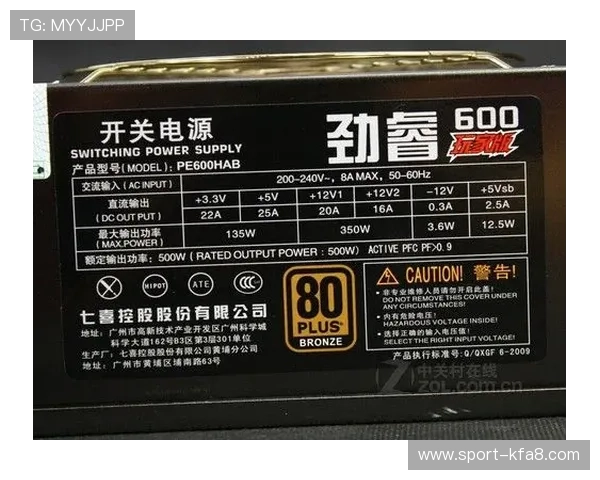 TG: MYYJJPP
开关电源
SWITCHING POWER SUPPLY
产品型号(MODEL): PE600HAB
劲睿 600
玩家版
交流输入 (AC INPUT) 200-240V~, 8A MAX, 50-60Hz
直流输出 (DC OUT PUT) +3.3V +5V +12V1 +12V2 -12V +5Vsb
22A 25A 20A 16A 0.3A 2.5A
最大输出功率 (MAX.POWER) 135W 350W 3.6W 12.5W
额定输出功率: 500W (RATED OUTPUT POWER : 500W) ACTIVE PFC PF>0.9
HIPOT ATE CCC
七喜控股股份有限公司
地址: 广州市高新技术产业开发区广州科学城
科学大道162号B3区第3层301单位
生产厂: 七喜控股股份有限公司黄埔分公司
地址: 广州市黄埔区埔南路63号
80
PLUS
BRONZE
CAUTION! 警告!
非专业维修人员请勿开启此盖!
DO NOT REMOVE THIS COVER UNDER
ANY CIRCUMSTANCES!
内有危险电压!
HAZARDOUS VOLTAGE INSIDE!
选择正确的输入电压值!
SELECT THE RIGHT INPUT VOLTAGE!
产品执行标准号: Q/QXGF 6-2009
中关村在线
ZOL.COM.CN
www.sport-kfa8.com